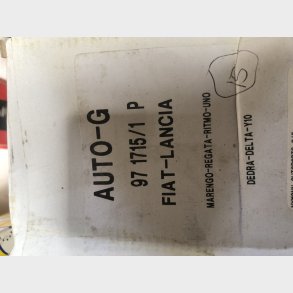 AUTO-G
97 1715/1 P
FIAT-LANCIA
MARENGO-REGATA-RITMO-UNO
DEDRA-DELTA-Y10
15